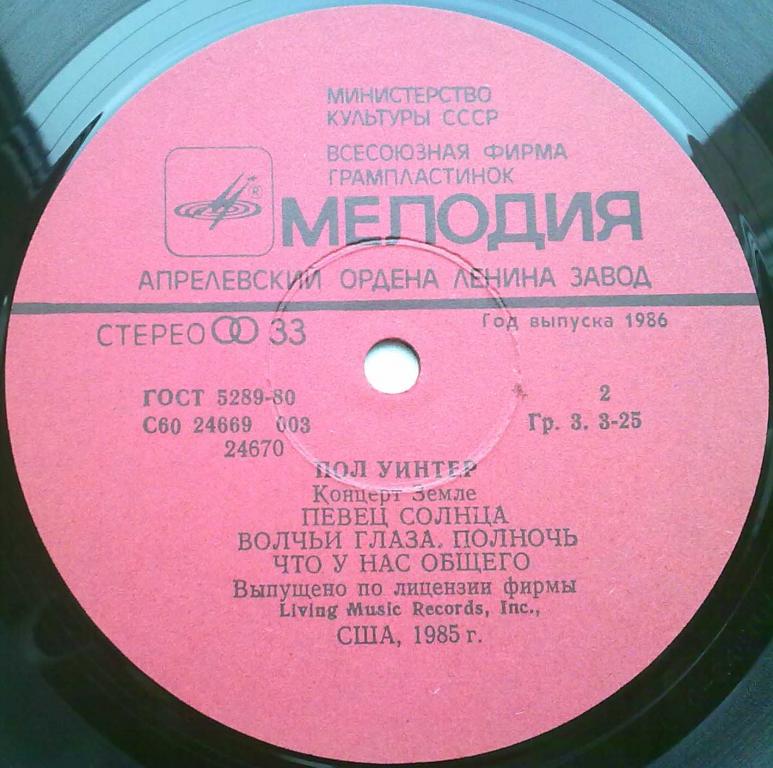 МИНИСТЕРСТВО
КУЛЬТУРЫ СССР
ВСЕСОЮЗНАЯ ФИРМА
ГРАМПЛАСТИНОК
®
МЕЛОДИЯ
АПРЕЛЕВСКИЙ ОРДЕНА ЛЕНИНА ЗАВОД
СТЕРЕО 33
Год выпуска 1986
ГОСТ 5289-80
2
С60 24669 003
Гр. 3. 3-25
24670
ПОЛ УИНТЕР
Концерт Земле
ПЕВЕЦ СОЛНЦА
ВОЛЧЬИ ГЛАЗА. ПОЛНОЧЬ
ЧТО У НАС ОБЩЕГО
Выпущено по лицензии фирмы
Living Music Records, Inc.,
США, 1985 г.